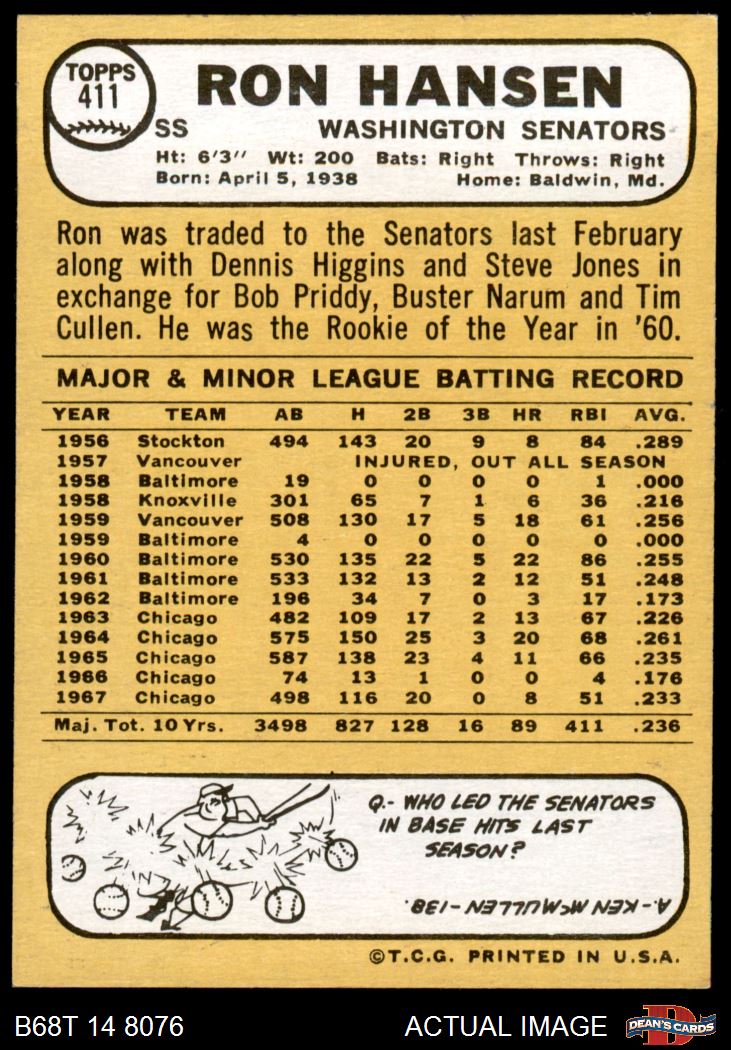 TOPPS
411
RON HANSEN
SS WASHINGTON SENATORS
Ht: 6'3" Wt: 200 Bats: Right Throws: Right
Born: April 5, 1938 Home: Baldwin, Md.
Ron was traded to the Senators last February
along with Dennis Higgins and Steve Jones in
exchange for Bob Priddy, Buster Narum and Tim
Cullen. He was the Rookie of the Year in '60.
MAJOR & MINOR LEAGUE BATTING RECORD
YEAR TEAM AB H 2B 3B HR RBI AVG.
1956 Stockton 494 143 20 9 8 84 .289
1957 Vancouver INJURED, OUT ALL SEASON
1958 Baltimore 19 0 0 0 0 1 .000
1958 Knoxville 301 65 7 1 6 36 .216
1959 Vancouver 508 130 17 5 18 61 .256
1959 Baltimore 4 0 0 0 0 0 .000
1960 Baltimore 530 135 22 5 22 86 .255
1961 Baltimore 533 132 13 2 12 51 .248
1962 Baltimore 196 34 7 0 3 17 .173
1963 Chicago 482 109 17 2 13 67 .226
1964 Chicago 575 150 25 3 20 68 .261
1965 Chicago 587 138 23 4 11 66 .235
1966 Chicago 74 13 1 0 0 4 .176
1967 Chicago 498 116 20 0 8 51 .233
Maj. Tot. 10 Yrs. 3498 827 128 16 89 411 .236
Q.- WHO LED THE SENATORS
IN BASE HITS LAST
SEASON?
A.- KEN McMULLEN -138.
©T.C.G. PRINTED IN U.S.A.
B68T 14 8076 ACTUAL IMAGE DEAN'S CARDS